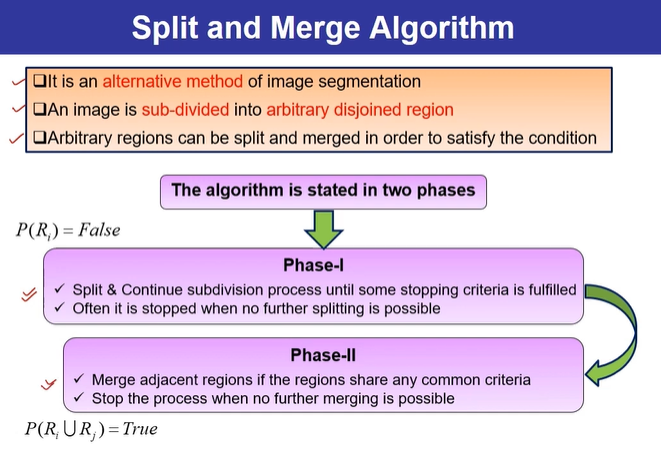 Split and Merge Algorithm
❑It is an alternative method of image segmentation
❑An image is sub-divided into arbitrary disjoined region
❑Arbitrary regions can be split and merged in order to satisfy the condition
The algorithm is stated in two phases
P(Rᵢ) = False
Phase-I
✓ Split & Continue subdivision process until some stopping criteria is fulfilled
✓ Often it is stopped when no further splitting is possible
Phase-II
✓ Merge adjacent regions if the regions share any common criteria
✓ Stop the process when no further merging is possible
P(Rᵢ ⋃ Rⱼ) = True